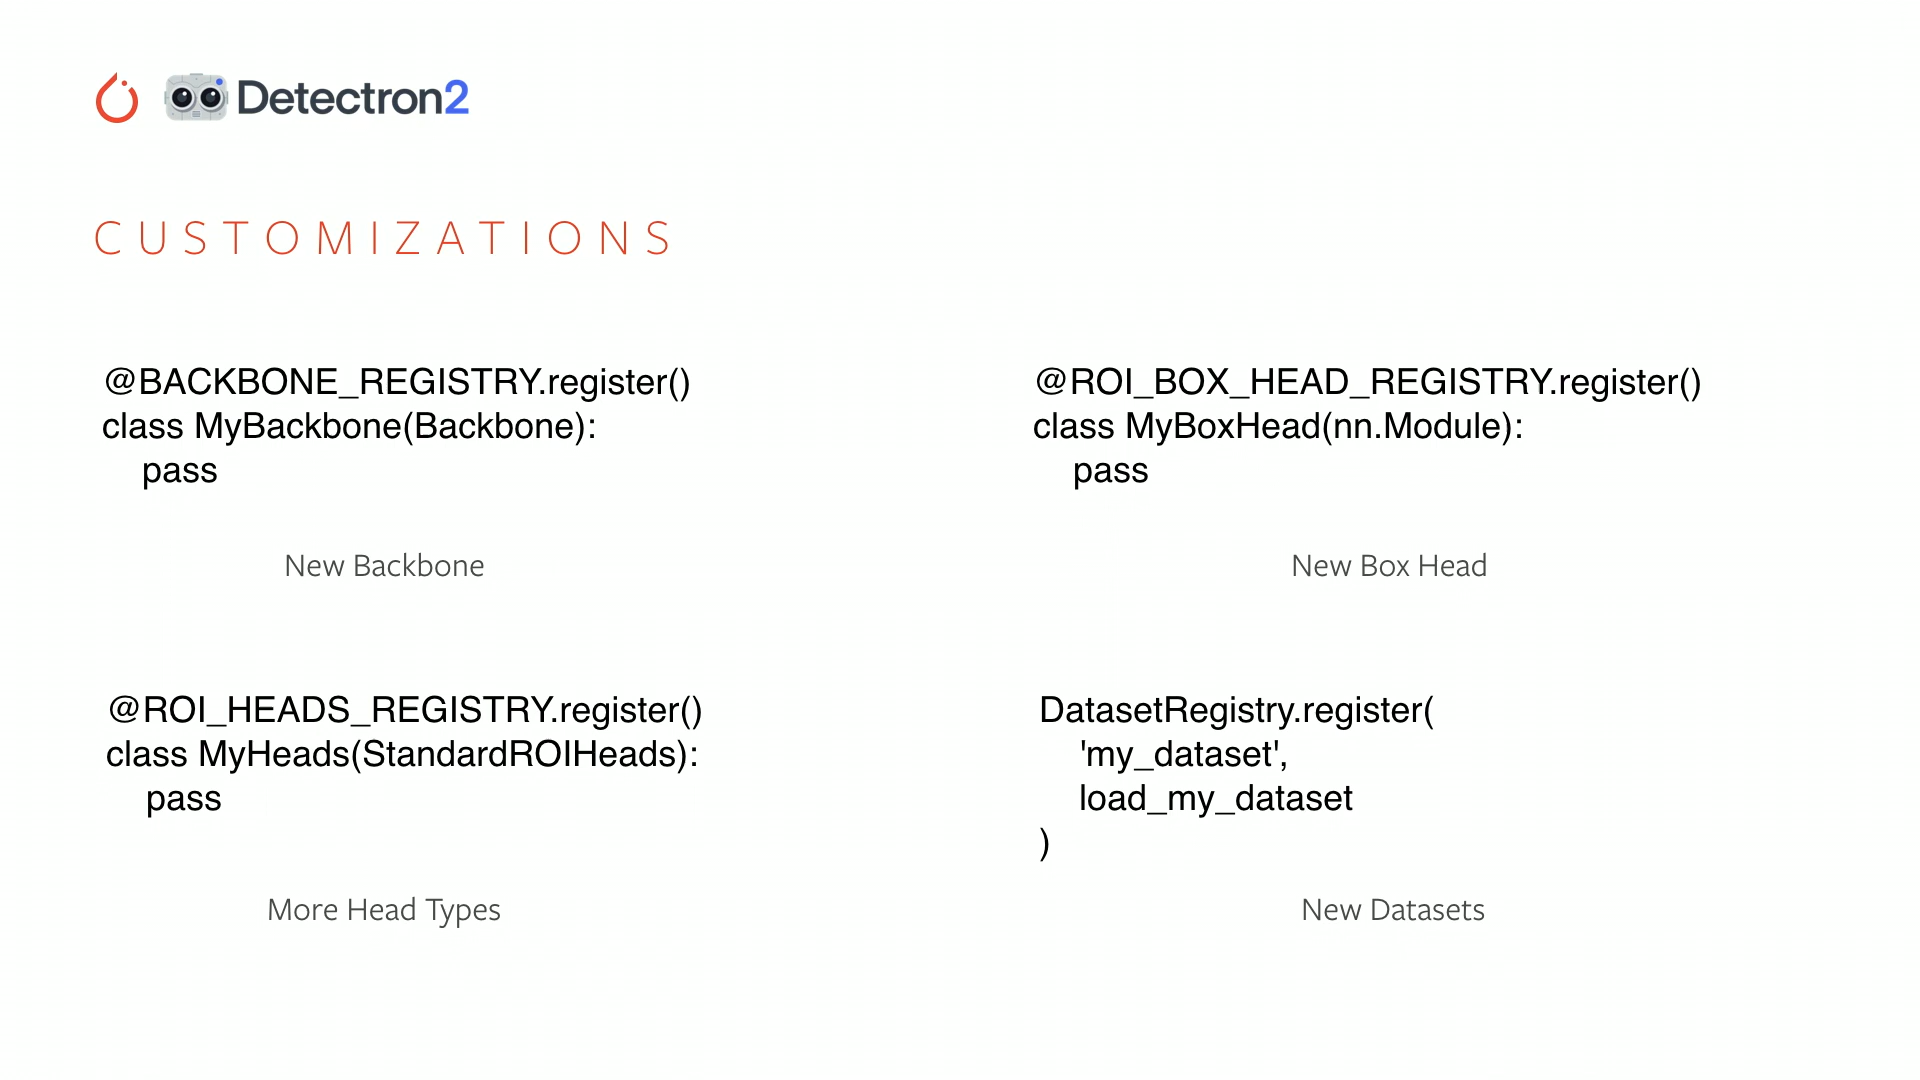 Detectron2
CUSTOMIZATIONS
@BACKBONE_REGISTRY.register()
class MyBackbone(Backbone):
    pass
New Backbone
@ROI_BOX_HEAD_REGISTRY.register()
class MyBoxHead(nn.Module):
    pass
New Box Head
@ROI_HEADS_REGISTRY.register()
class MyHeads(StandardROIHeads):
    pass
More Head Types
DatasetRegistry.register(
    'my_dataset',
    load_my_dataset
)
New Datasets